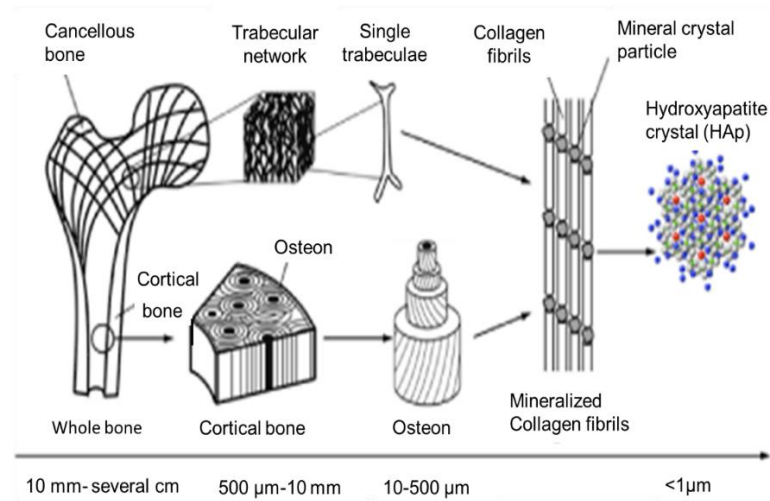 Cancellous
bone
Trabecular
network
Single
trabeculae
Collagen
fibrils
Mineral crystal
particle
Hydroxyapatite
crystal (HAp)
Osteon
Cortical
bone
Whole bone
Cortical bone
Osteon
Mineralized
Collagen fibrils
10 mm- several cm
500 µm-10 mm
10-500 µm
<1µm